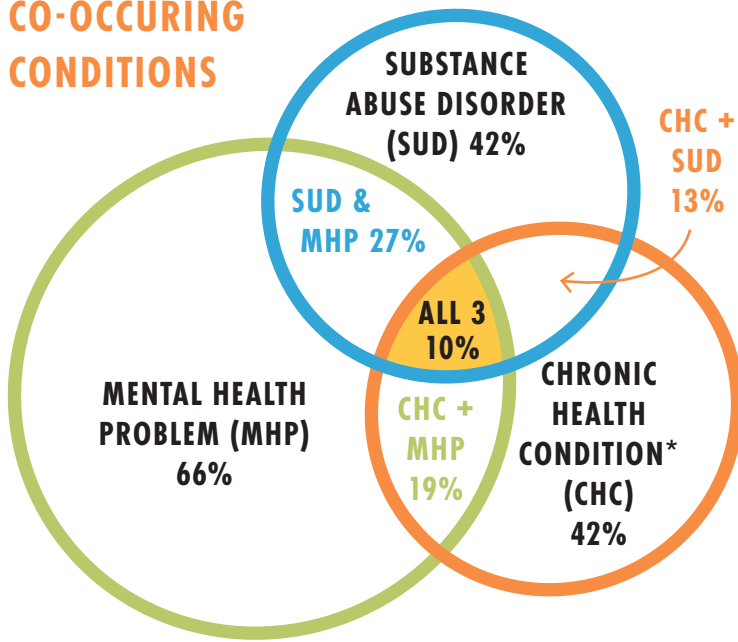 CO-OCCURING
CONDITIONS
SUBSTANCE
ABUSE DISORDER
(SUD) 42%
CHC +
SUD
13%
SUD &
MHP 27%
ALL 3
10%
MENTAL HEALTH
PROBLEM (MHP)
66%
CHC +
MHP
19%
CHRONIC
HEALTH
CONDITION*
(CHC)
42%